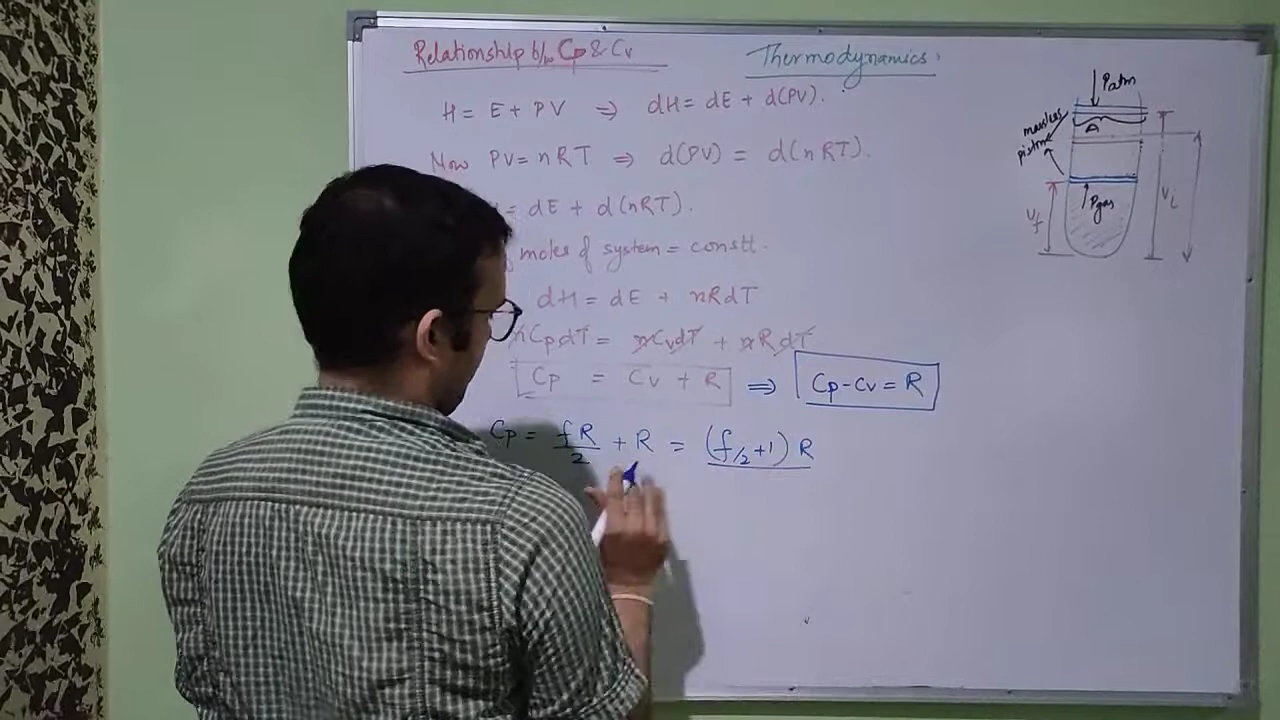 Relationship b/w Cp & Cv
Thermodynamics:
H = E + PV ⇒ dH = dE + d(PV).
Now PV = nRT ⇒ d(PV) = d(nRT).
= dE + d(nRT).
moles of system = constt.
dH = dE + nRdT
nCpdT = nCvdT + nRdT
Cp = Cv + R ⇒ Cp-Cv = R
Cp = fR/2 + R = (f/2+1) R
Patm
massless
piston
A
Pgas
Vf
Vi